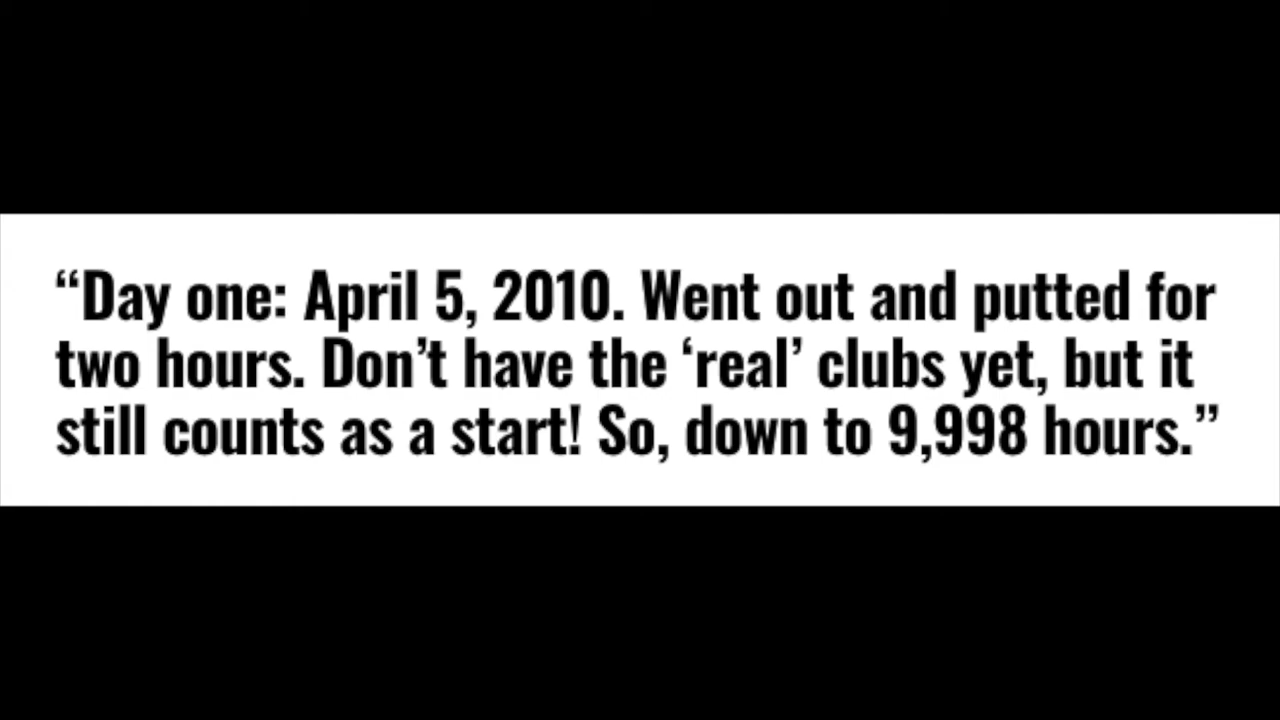 “Day one: April 5, 2010. Went out and putted for
two hours. Don’t have the ‘real’ clubs yet, but it
still counts as a start! So, down to 9,998 hours.”